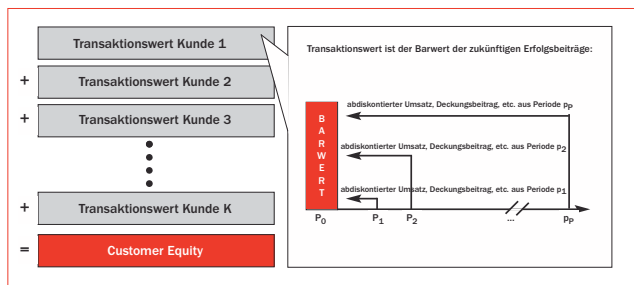 Transaktionswert Kunde 1
+ Transaktionswert Kunde 2
+ Transaktionswert Kunde 3
+ Transaktionswert Kunde K
= Customer Equity
Transaktionswert ist der Barwert der zukünftigen Erfolgsbeiträge:
BARWERT
abdiskontierter Umsatz, Deckungsbeitrag, etc. aus Periode pP
abdiskontierter Umsatz, Deckungsbeitrag, etc. aus Periode p2
abdiskontierter Umsatz, Deckungsbeitrag, etc. aus Periode p1
P0 P1 P2 ... pP